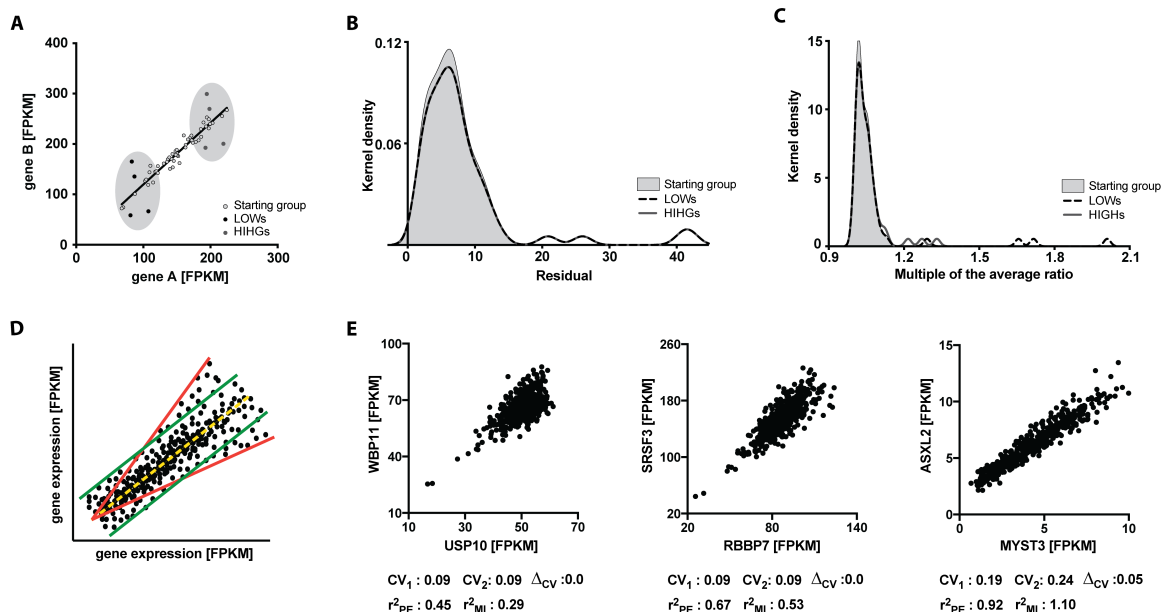 A
gene B [FPKM]
400
300
200
100
0
0
100
200
300
gene A [FPKM]
Starting group
LOWs
HIHGs
B
Kernel density
0.12
0.06
0
20
40
Residual
Starting group
LOWs
HIHGs
C
Kernel density
15
10
5
0
0.9
1.2
1.5
1.8
2.1
Multiple of the average ratio
Starting group
LOWs
HIGHs
D
gene expression [FPKM]
gene expression [FPKM]
E
WBP11 [FPKM]
100
70
40
10
10
30
50
70
USP10 [FPKM]
CV1 : 0.09 CV2: 0.09 ΔCV :0.0
r²PE : 0.45 r²MI : 0.29
SRSF3 [FPKM]
260
180
100
20
20
80
140
RBBP7 [FPKM]
CV1 : 0.09 CV2: 0.09 ΔCV :0.0
r²PE : 0.67 r²MI : 0.53
ASXL2 [FPKM]
15
10
5
0
0
5
10
MYST3 [FPKM]
CV1 : 0.19 CV2: 0.24 ΔCV :0.05
r²PE : 0.92 r²MI : 1.10